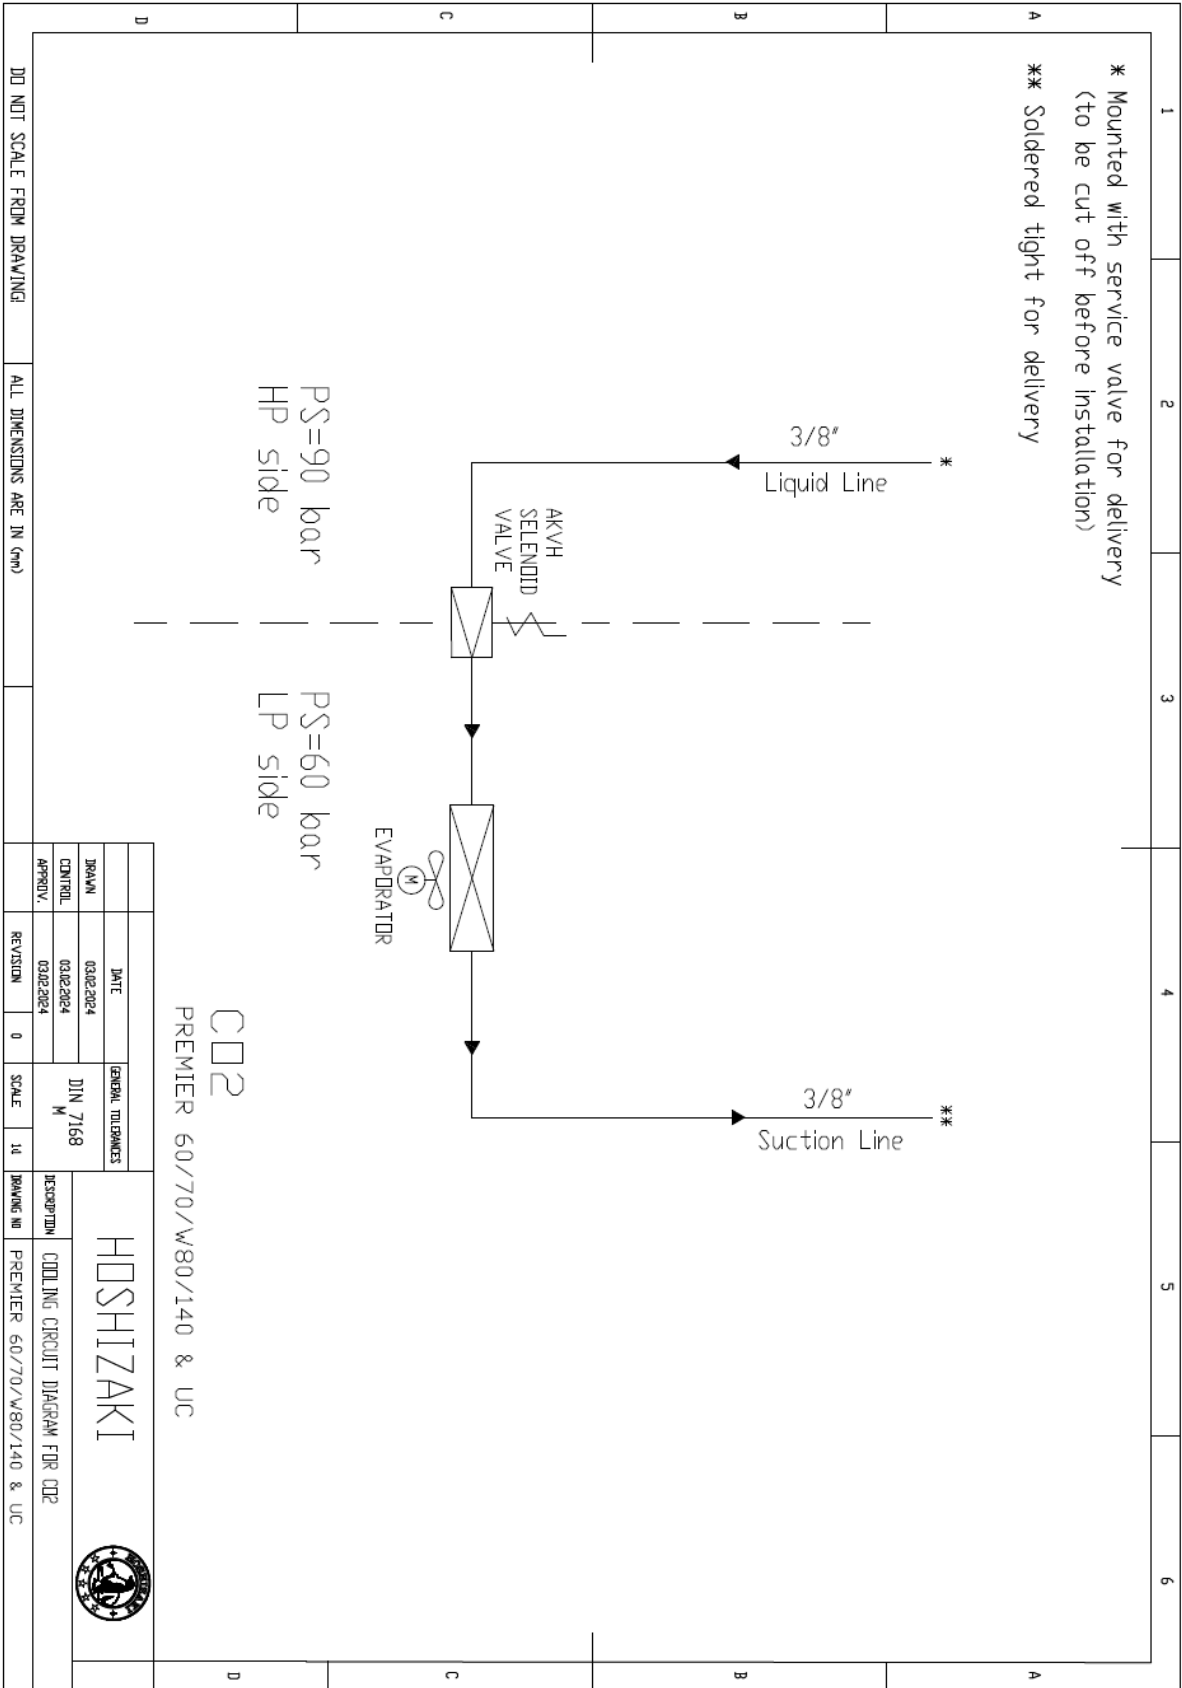 1
2
3
4
5
6
A
B
C
D
A
B
C
D
* Mounted with service valve for delivery
(to be cut off before installation)
** Soldered tight for delivery
*
3/8"
Liquid Line
**
3/8"
Suction Line
AKVH
SELENOID
VALVE
EVAPORATOR
M
PS=90 bar
HP side
PS=60 bar
LP side
CO2
PREMIER 60/70/W80/140 & UC
DATE
GENERAL TOLERANCES
DRAWN
03.02.2024
CONTROL
03.02.2024
APPROV.
03.02.2024
DIN 7168
M
HOSHIZAKI
HOSHIZAKI
DESCRIPTION
COOLING CIRCUIT DIAGRAM FOR CO2
DO NOT SCALE FROM DRAWING!
ALL DIMENSIONS ARE IN (mm)
REVISION
0
SCALE
1:1
DRAWING NO
PREMIER 60/70/W80/140 & UC